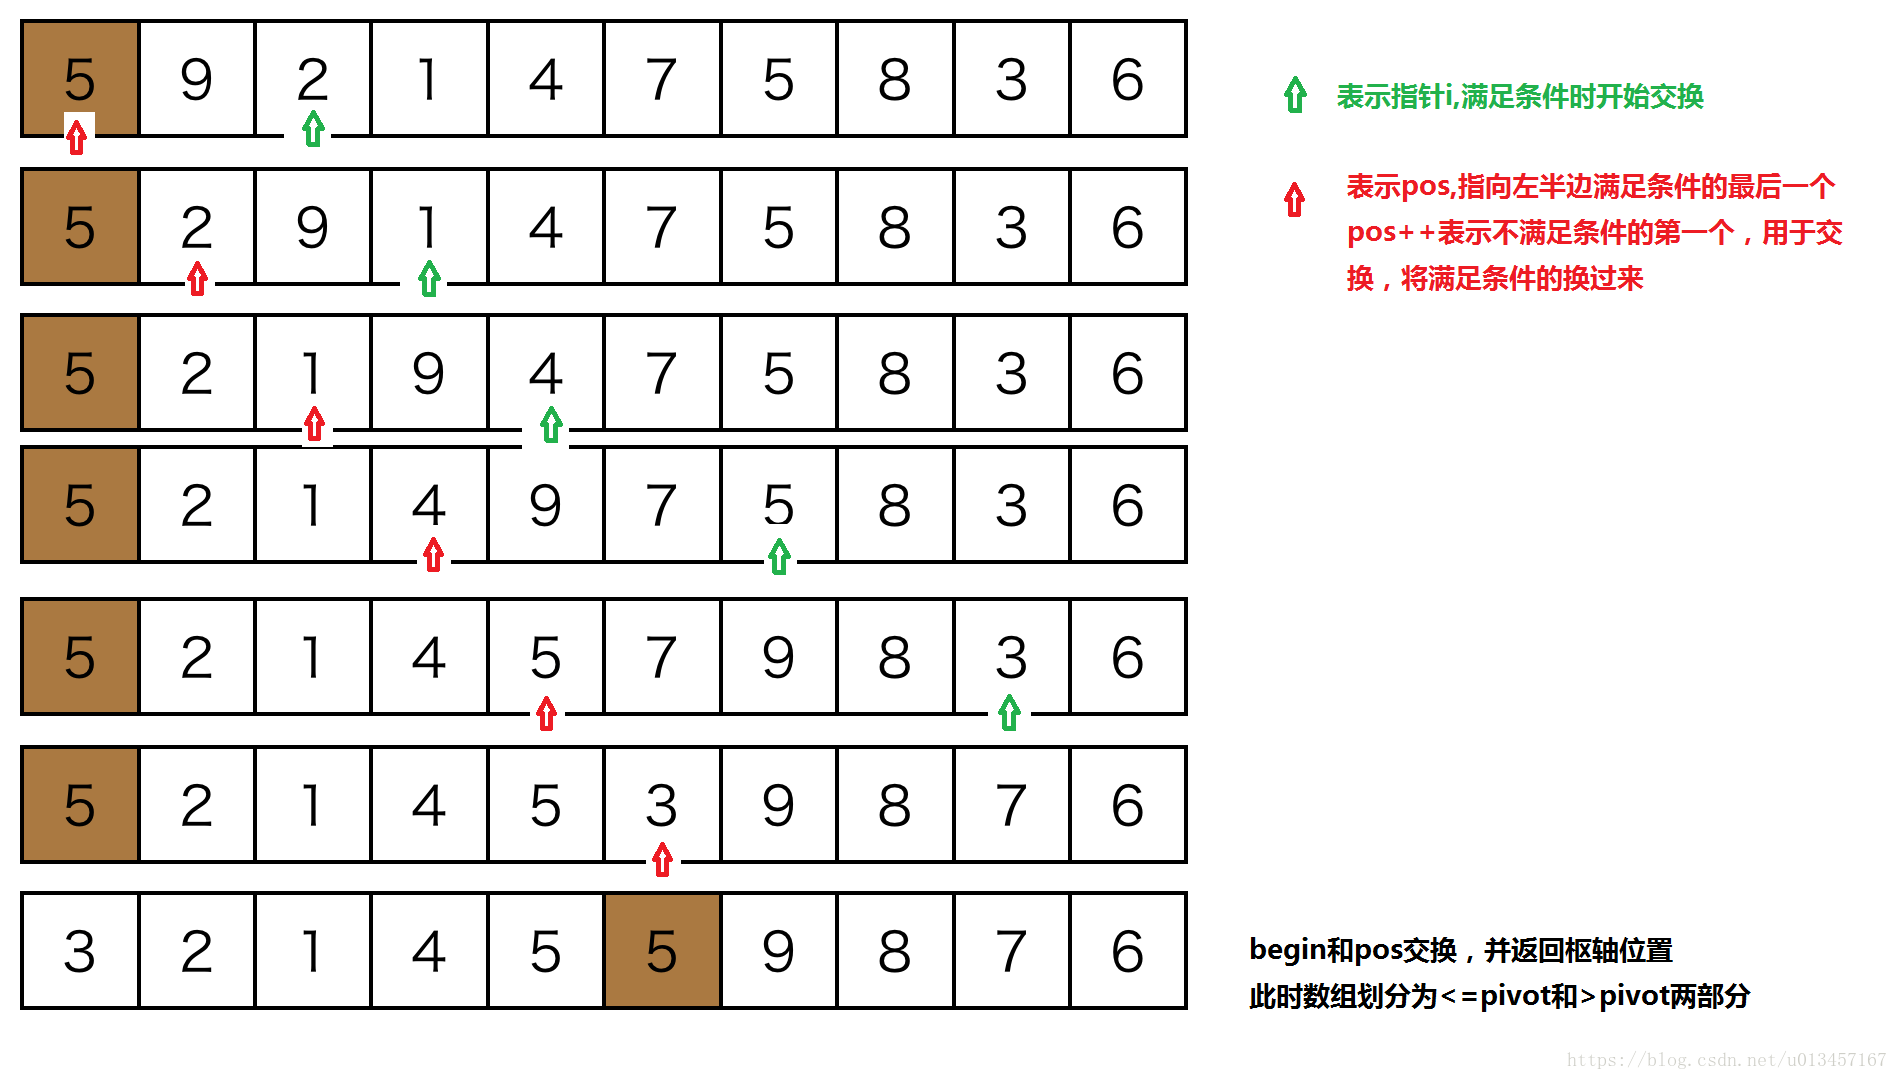 5 9 2 1 4 7 5 8 3 6
表示指针i,满足条件时开始交换
5 2 9 1 4 7 5 8 3 6
表示pos,指向左半边满足条件的最后一个
pos++表示不满足条件的第一个，用于交
换，将满足条件的换过来
5 2 1 9 4 7 5 8 3 6
5 2 1 4 9 7 5 8 3 6
5 2 1 4 5 7 9 8 3 6
5 2 1 4 5 3 9 8 7 6
3 2 1 4 5 5 9 8 7 6
begin和pos交换，并返回枢轴位置
此时数组划分为<=pivot和>pivot两部分
https://blog.csdn.net/u013457167